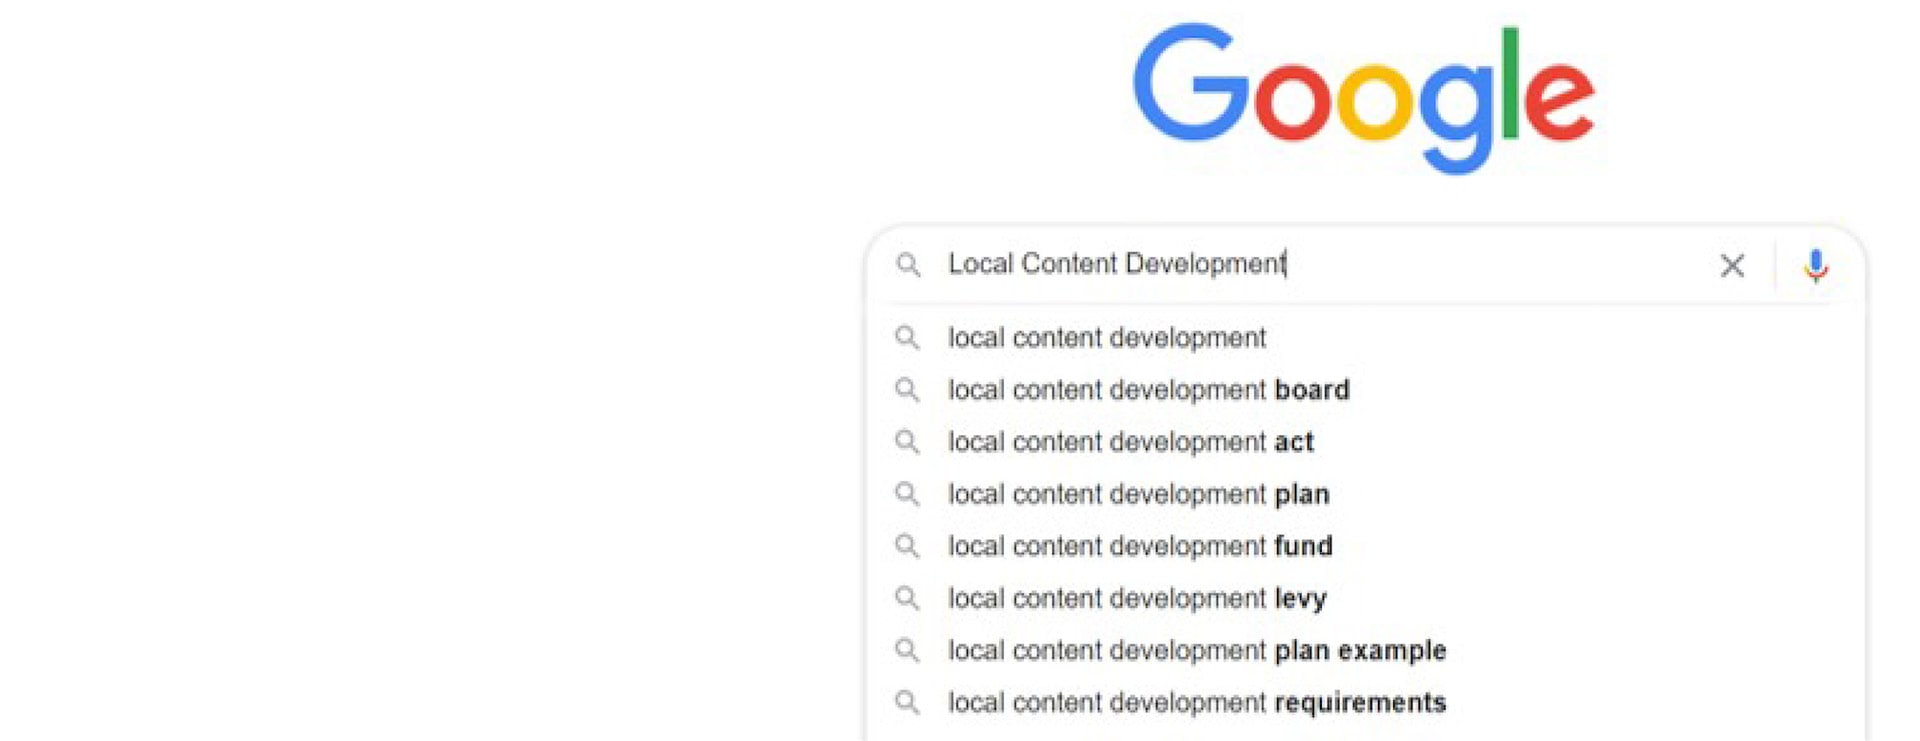 Google
Local Content Development
local content development
local content development board
local content development act
local content development plan
local content development fund
local content development levy
local content development plan example
local content development requirements